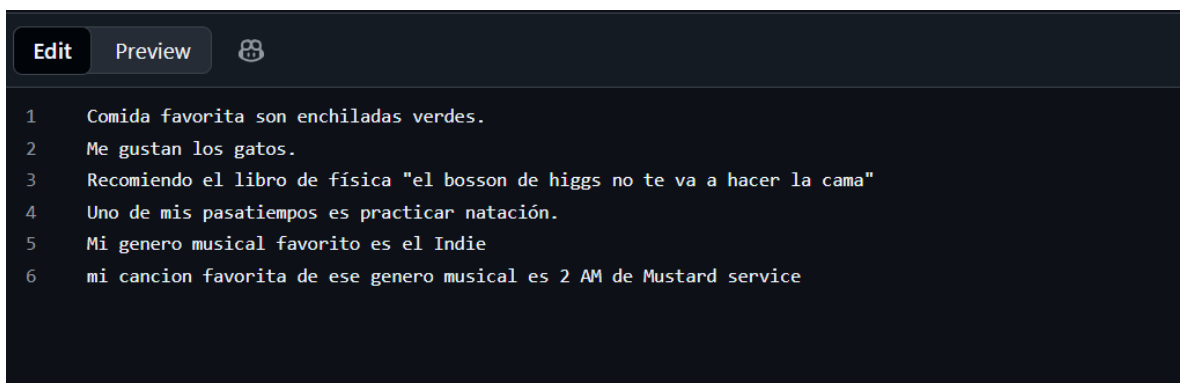 Edit Preview
1 Comida favorita son enchiladas verdes.
2 Me gustan los gatos.
3 Recomiendo el libro de física "el bosson de higgs no te va a hacer la cama"
4 Uno de mis pasatiempos es practicar natación.
5 Mi genero musical favorito es el Indie
6 mi cancion favorita de ese genero musical es 2 AM de Mustard service